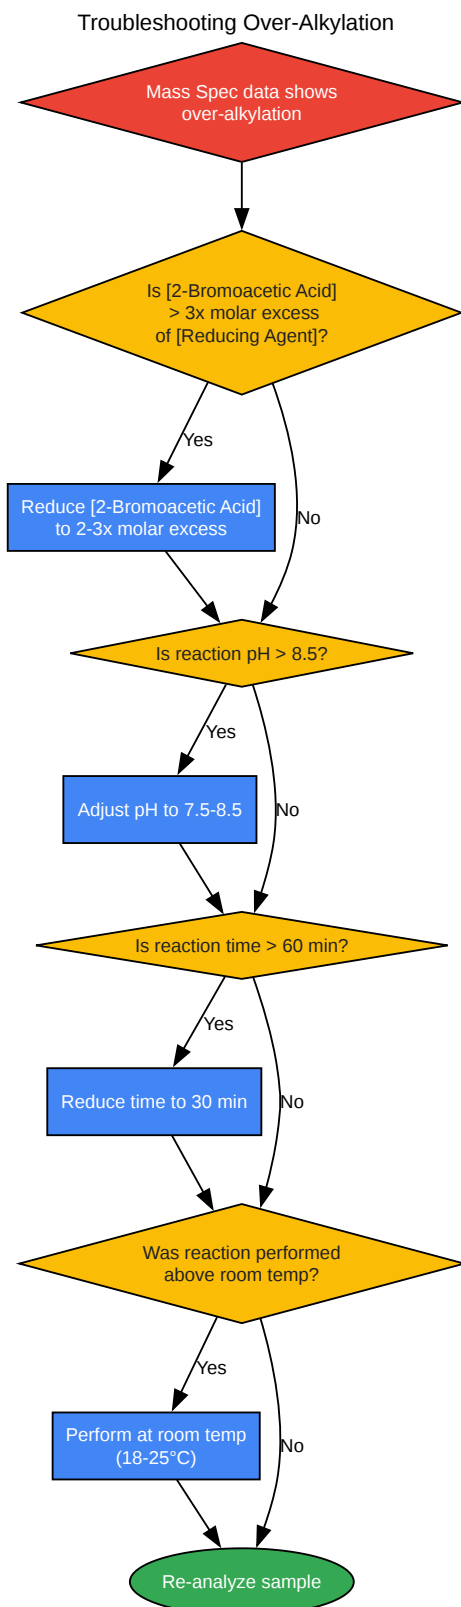 Troubleshooting Over-Alkylation
Mass Spec data shows
over-alkylation
Is [2-Bromoacetic Acid]
> 3x molar excess
of [Reducing Agent]?
Yes
Reduce [2-Bromoacetic Acid]
to 2-3x molar excess
No
Is reaction pH > 8.5?
Yes
Adjust pH to 7.5-8.5
No
Is reaction time > 60 min?
Yes
Reduce time to 30 min
No
Was reaction performed
above room temp?
Yes
Perform at room temp
(18-25°C)
No
Re-analyze sample